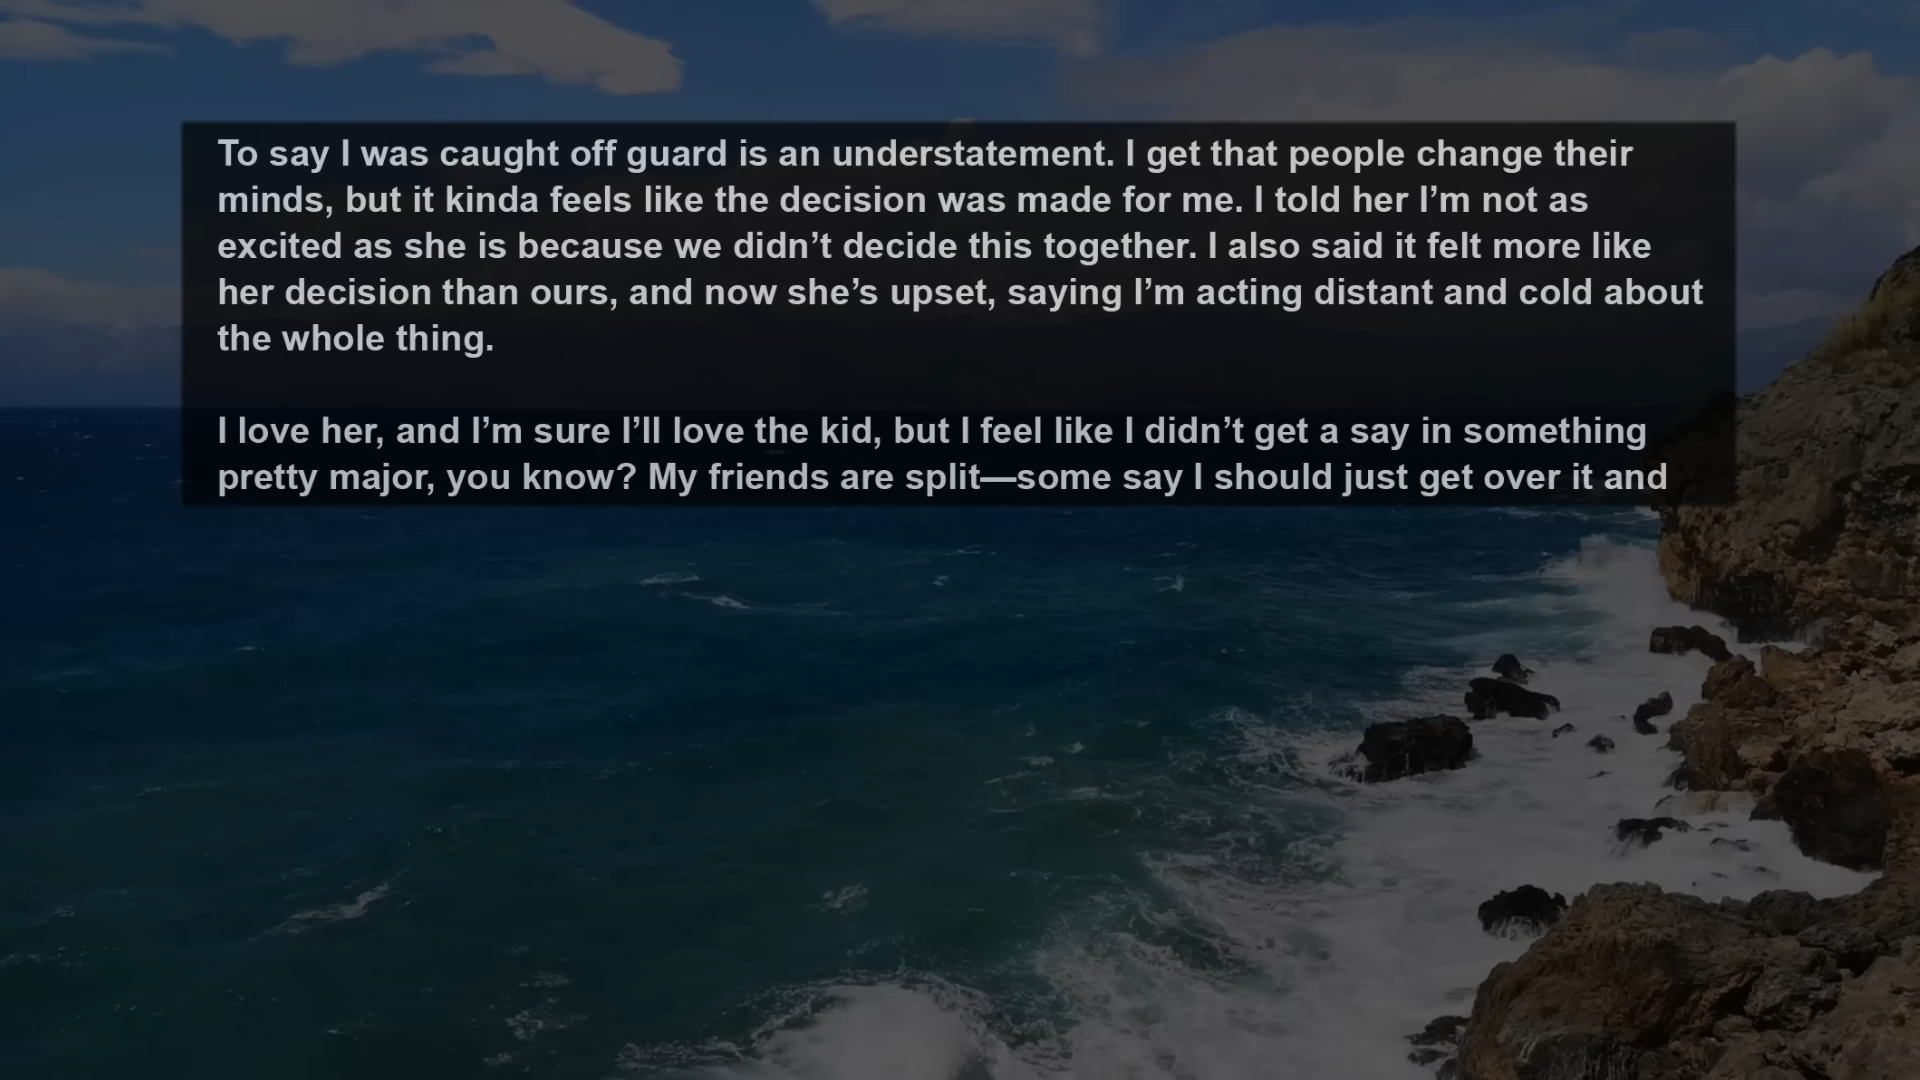 To say I was caught off guard is an understatement. I get that people change their
minds, but it kinda feels like the decision was made for me. I told her I’m not as
excited as she is because we didn’t decide this together. I also said it felt more like
her decision than ours, and now she’s upset, saying I’m acting distant and cold about
the whole thing.
I love her, and I’m sure I’ll love the kid, but I feel like I didn’t get a say in something
pretty major, you know? My friends are split—some say I should just get over it and